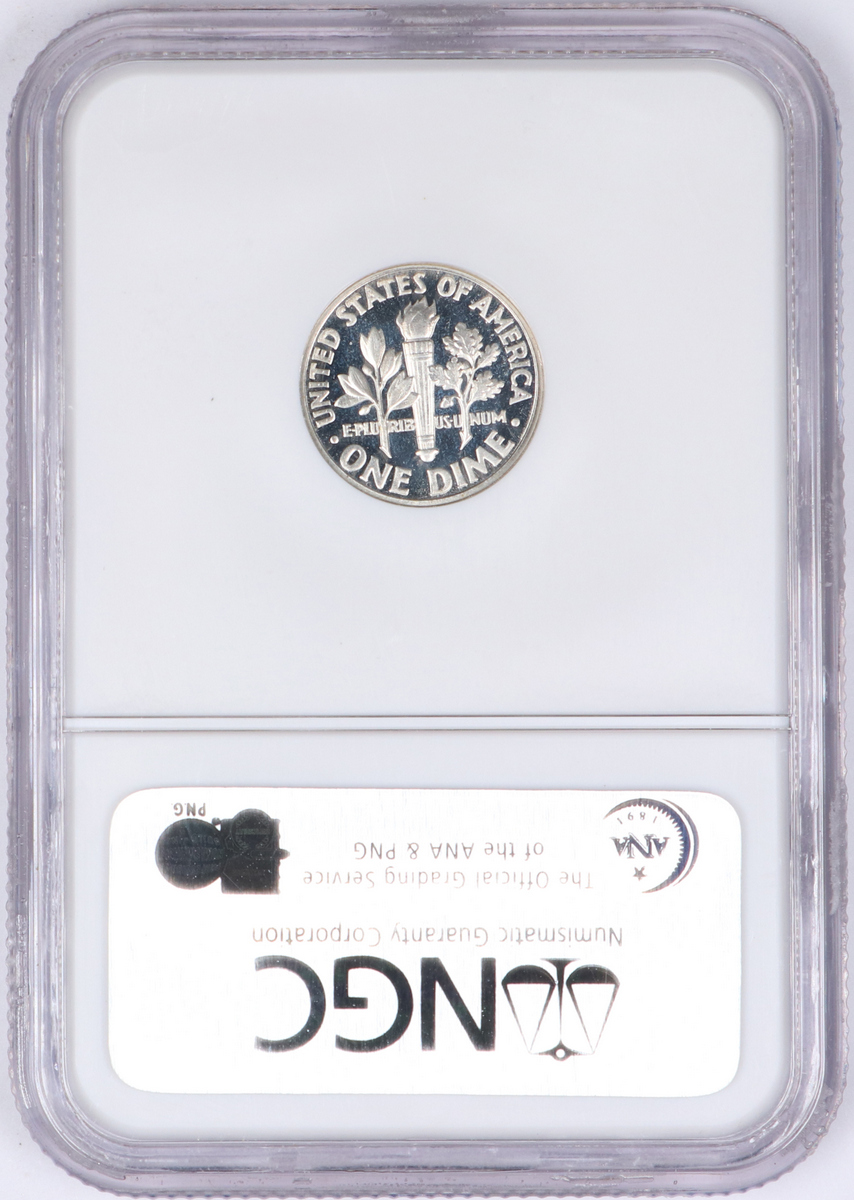 UNITED STATES OF AMERICA
E·PLURIBUS·UNUM
· ONE DIME ·
NGC
Numismatic Guaranty Corporation
The Official Grading Service
of the ANA & PNG
ANA
1891
PNG